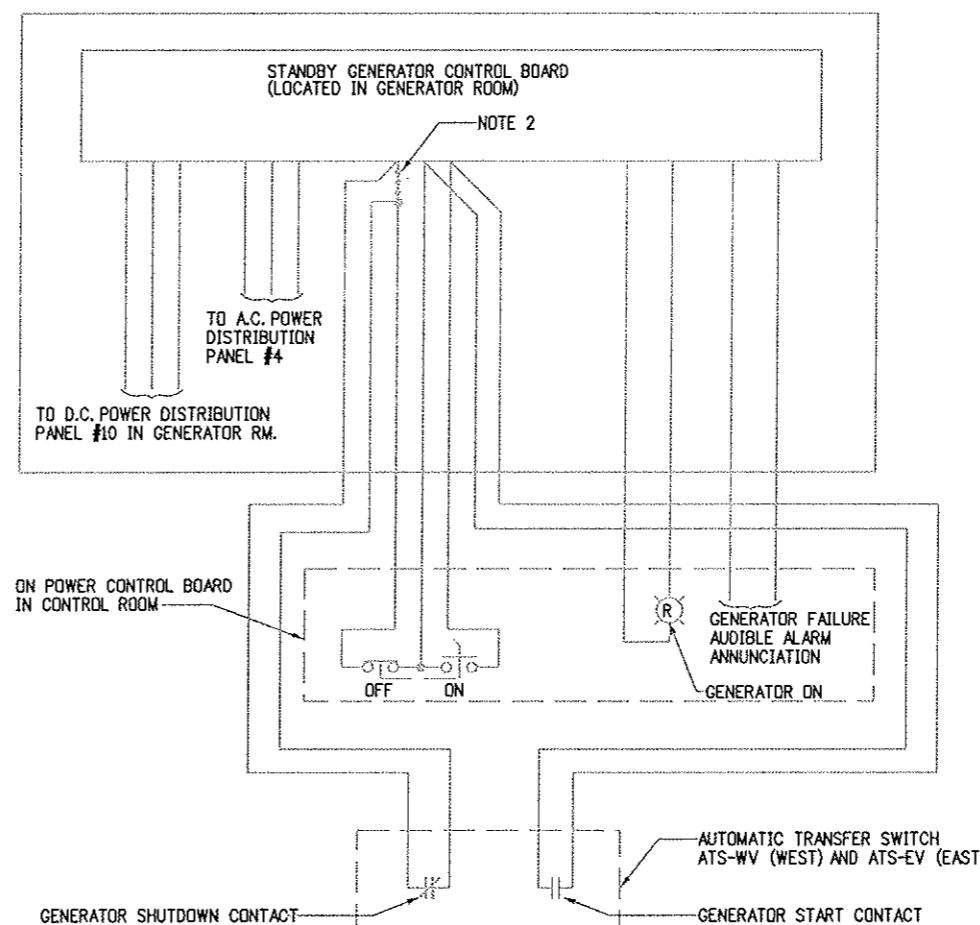 STANDBY GENERATOR CONTROL BOARD
(LOCATED IN GENERATOR ROOM)
NOTE 2
TO A.C. POWER
DISTRIBUTION
PANEL #4
TO D.C. POWER DISTRIBUTION
PANEL #10 IN GENERATOR RM.
ON POWER CONTROL BOARD
IN CONTROL ROOM
R
GENERATOR FAILURE
AUDIBLE ALARM
ANNUNCIATION
OFF
ON
GENERATOR ON
AUTOMATIC TRANSFER SWITCH
ATS-WV (WEST) AND ATS-EV (EAST
GENERATOR SHUTDOWN CONTACT
GENERATOR START CONTACT